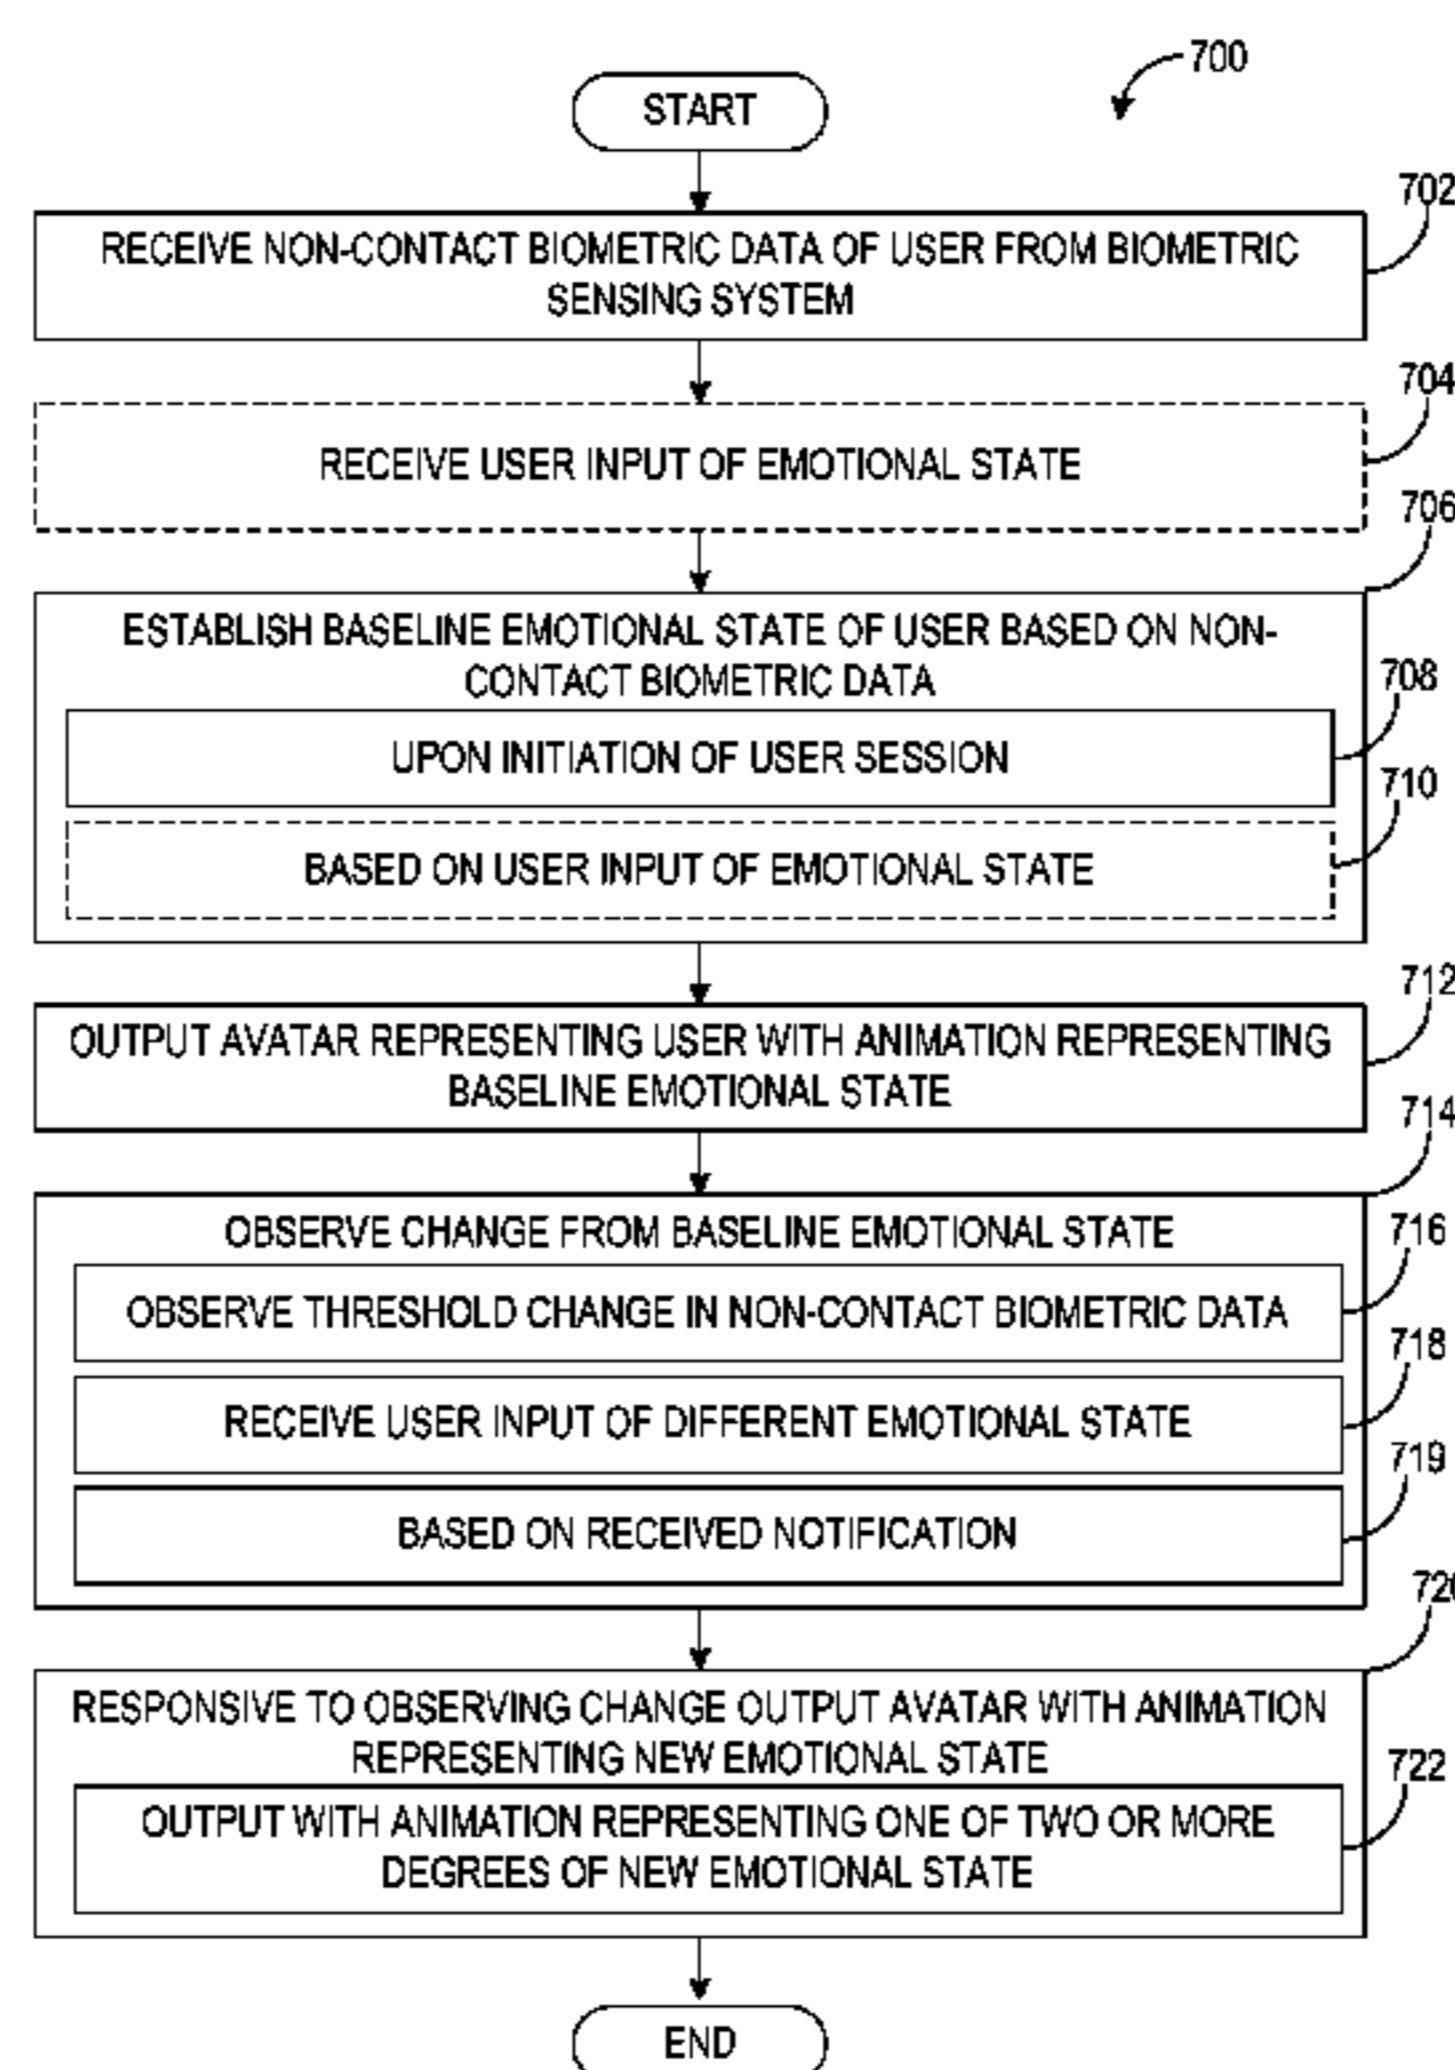 700
START
702
RECEIVE NON-CONTACT BIOMETRIC DATA OF USER FROM BIOMETRIC
SENSING SYSTEM
704
RECEIVE USER INPUT OF EMOTIONAL STATE
706
ESTABLISH BASELINE EMOTIONAL STATE OF USER BASED ON NON-
CONTACT BIOMETRIC DATA
708
UPON INITIATION OF USER SESSION
710
BASED ON USER INPUT OF EMOTIONAL STATE
712
OUTPUT AVATAR REPRESENTING USER WITH ANIMATION REPRESENTING
BASELINE EMOTIONAL STATE
714
OBSERVE CHANGE FROM BASELINE EMOTIONAL STATE
716
OBSERVE THRESHOLD CHANGE IN NON-CONTACT BIOMETRIC DATA
718
RECEIVE USER INPUT OF DIFFERENT EMOTIONAL STATE
719
BASED ON RECEIVED NOTIFICATION
720
RESPONSIVE TO OBSERVING CHANGE OUTPUT AVATAR WITH ANIMATION
REPRESENTING NEW EMOTIONAL STATE
722
OUTPUT WITH ANIMATION REPRESENTING ONE OF TWO OR MORE
DEGREES OF NEW EMOTIONAL STATE
END